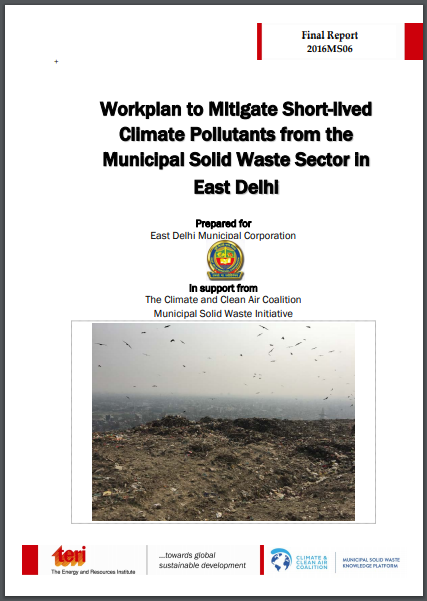 Final Report
2016MS06
Workplan to Mitigate Short-lived
Climate Pollutants from the
Municipal Solid Waste Sector in
East Delhi
Prepared for
East Delhi Municipal Corporation
In support from
The Climate and Clean Air Coalition
Municipal Solid Waste Initiative
teri
The Energy and Resources Institute
...towards global
sustainable development
CLIMATE &
CLEAN AIR
COALITION
MUNICIPAL SOLID WASTE
KNOWLEDGE PLATFORM